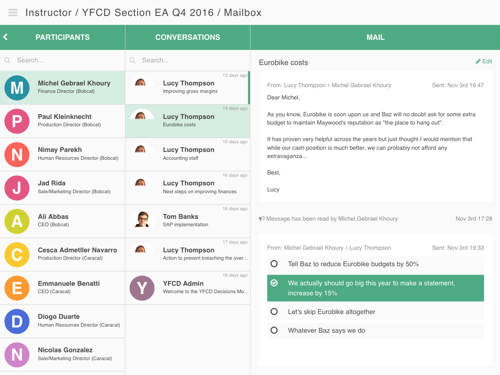 Instructor / YFCD Section EA Q4 2016 / Mailbox
PARTICIPANTS
CONVERSATIONS
MAIL
Search...
M
Michel Gebrael Khoury
Finance Director (Bobcat)
P
Paul Kleinknecht
Production Director (Bobcat)
N
Nimay Parekh
Human Resources Director (Bobcat)
J
Jad Rida
Sale/Marketing Director (Bobcat)
A
Ali Abbas
CEO (Bobcat)
C
Cesca Admetller Navarro
Production Director (Caracal)
E
Emmanuele Benatti
CEO (Caracal)
D
Diogo Duarte
Human Resources Director (Caracal)
N
Nicolas Gonzalez
Sale/Marketing Director (Caracal)
Search...
15 days ago
Lucy Thompson
Improving gross margins
15 days ago
Lucy Thompson
Eurobike costs
15 days ago
Lucy Thompson
Accounting staff
16 days ago
Lucy Thompson
Next steps on improving finances
16 days ago
Tom Banks
SAP implementation
17 days ago
Lucy Thompson
Action to prevent breaching the over...
18 days ago
Y
YFCD Admin
Welcome to the YFCD Decisions Mo...
Eurobike costs
Edit
From: Lucy Thompson > Michel Gebrael Khoury
Sent: Nov 3rd 16:47
Dear Michel,
As you know, Eurobike is soon upon us and Baz will no doubt ask for some extra
budget to maintain Maywood's reputation as "the place to hang out".
It has proven very helpful across the years but just thought I would mention that
while our cash position is much better, we can probably not afford any
extravaganza...
Best,
Lucy
Message has been read by Michel Gebrael Khoury
Nov 3rd 17:28
From: Michel Gebrael Khoury > Lucy Thompson
Sent: Nov 3rd 19:33
Tell Baz to reduce Eurobike budgets by 50%
We actually should go big this year to make a statement,
increase by 15%
Let's skip Eurobike altogether
Whatever Baz says we do